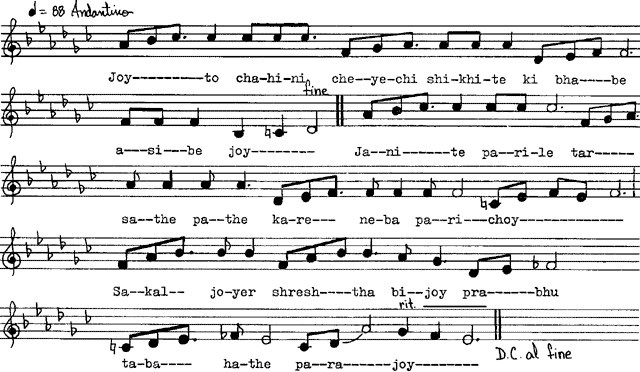 ♩ = 88 Andantino
Joy---------to cha-hi-ni che--ye-chi shi-khi-te ki bha---be
fine
a---si--be joy-------- Ja--ni-----te pa--ri-le tar-----
sa--the pa--the ka-re--- ne-ba pa--ri---choy-------------
Sa-kal-- jo-yer shresh----tha bi-joy pra----bhu
rit.
ta-ba---- ha-the pa--ra-----joy--------
D.C. al fine